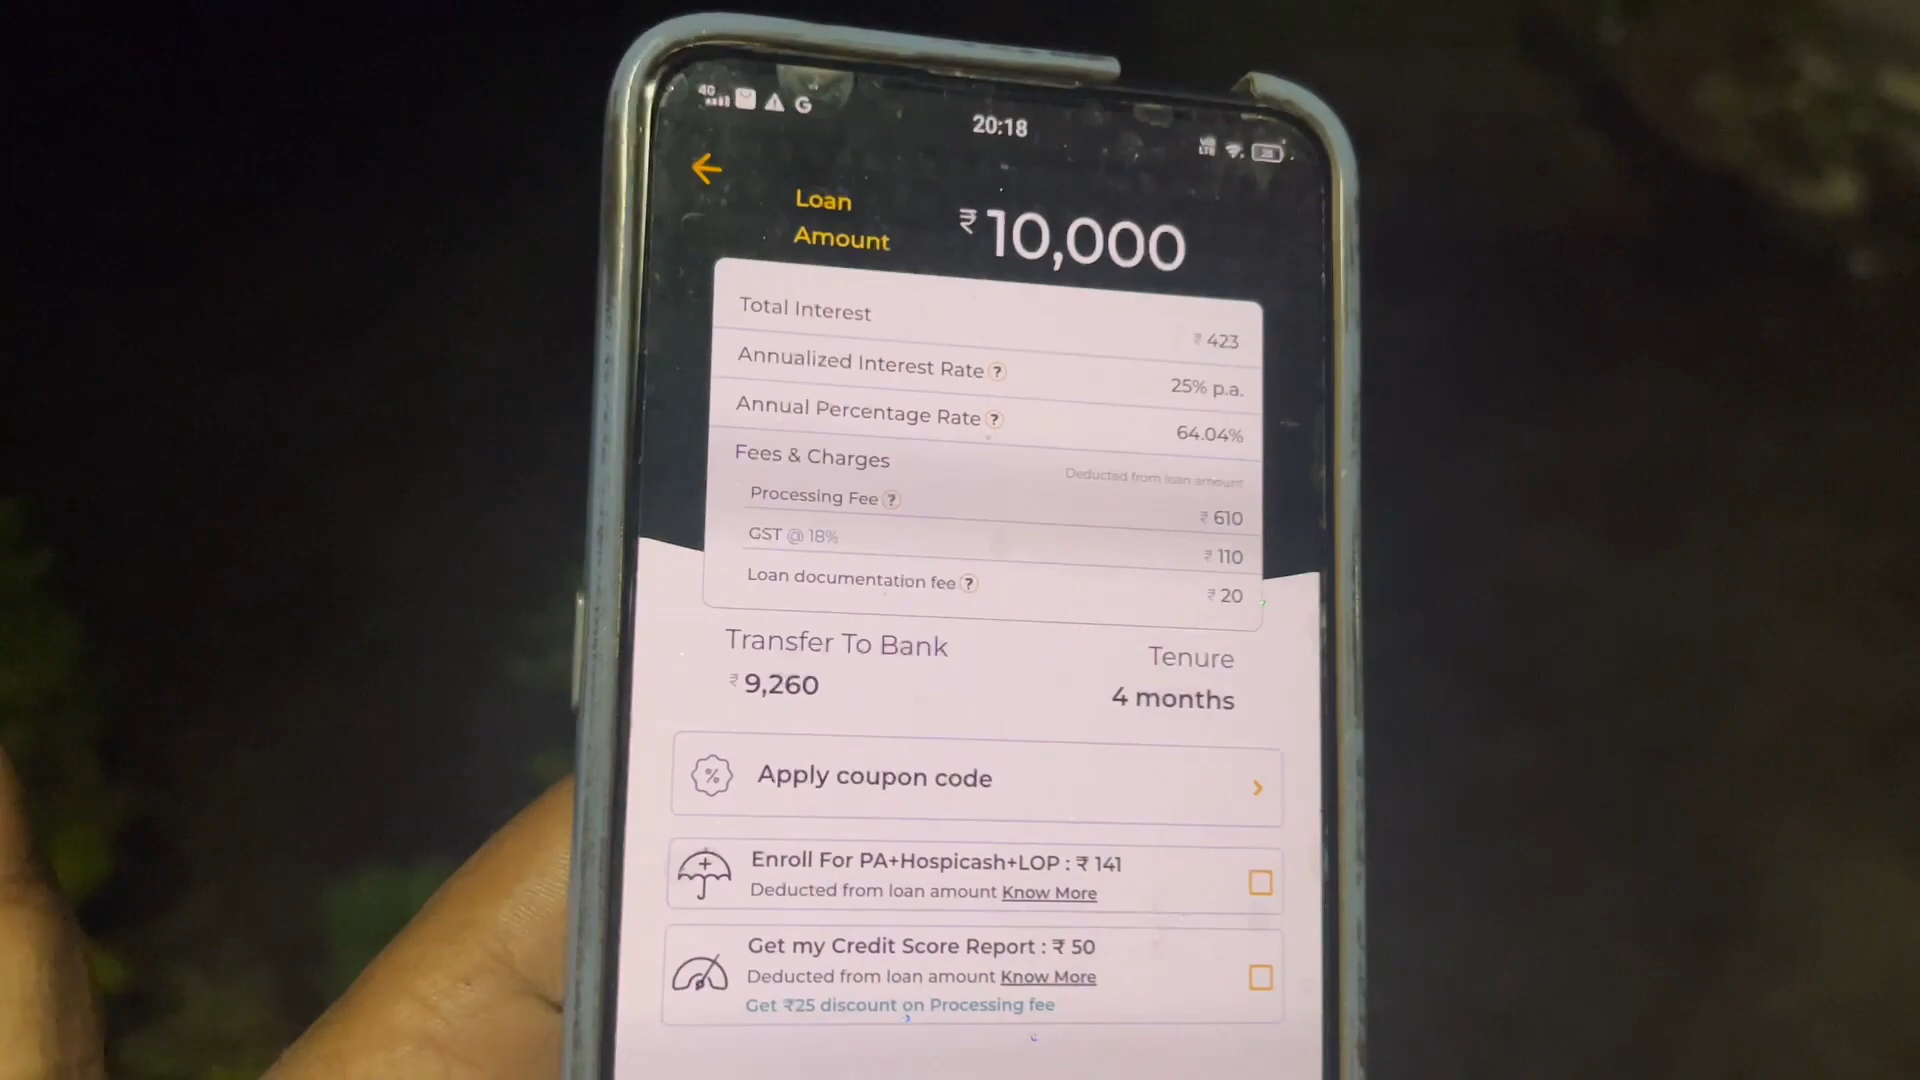 4G
G
20:18
Vo)
LTE
Loan
Amount
₹10,000
Total Interest
₹ 423
Annualized Interest Rate ?
25% p.a.
Annual Percentage Rate ?
64.04%
Fees & Charges
Deducted from loan amount
Processing Fee ?
₹ 610
GST @ 18%
₹ 110
Loan documentation fee ?
₹ 20
Transfer To Bank
Tenure
₹ 9,260
4 months
% Apply coupon code
Enroll For PA+Hospicash+LOP : ₹ 141
Deducted from loan amount Know More
Get my Credit Score Report : ₹ 50
Deducted from loan amount Know More
Get ₹25 discount on Processing fee